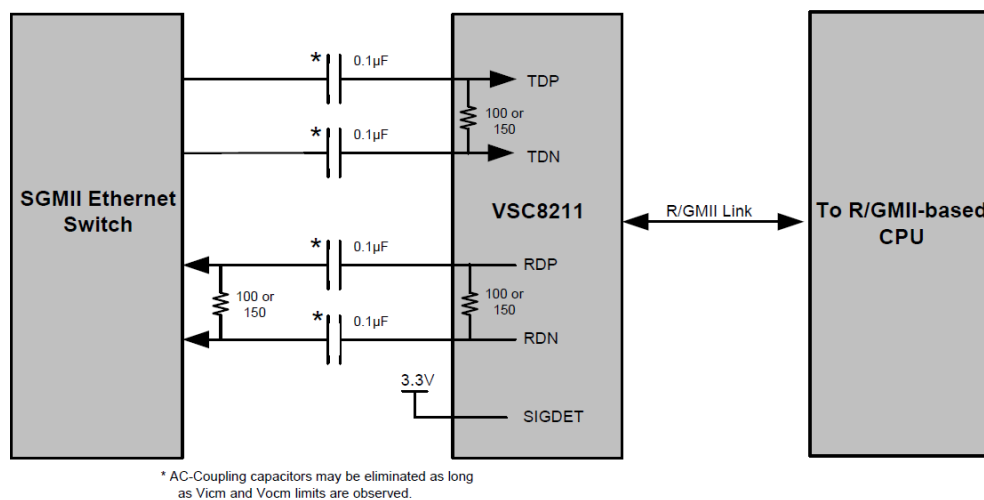 * 0.1µF
TDP
100 or
150
* 0.1µF
TDN
SGMII Ethernet
Switch
VSC8211
R/GMII Link
To R/GMII-based
CPU
* 0.1µF
RDP
100 or
150
100 or
150
* 0.1µF
RDN
3.3V
SIGDET
* AC-Coupling capacitors may be eliminated as long
as Vicm and Vocm limits are observed.